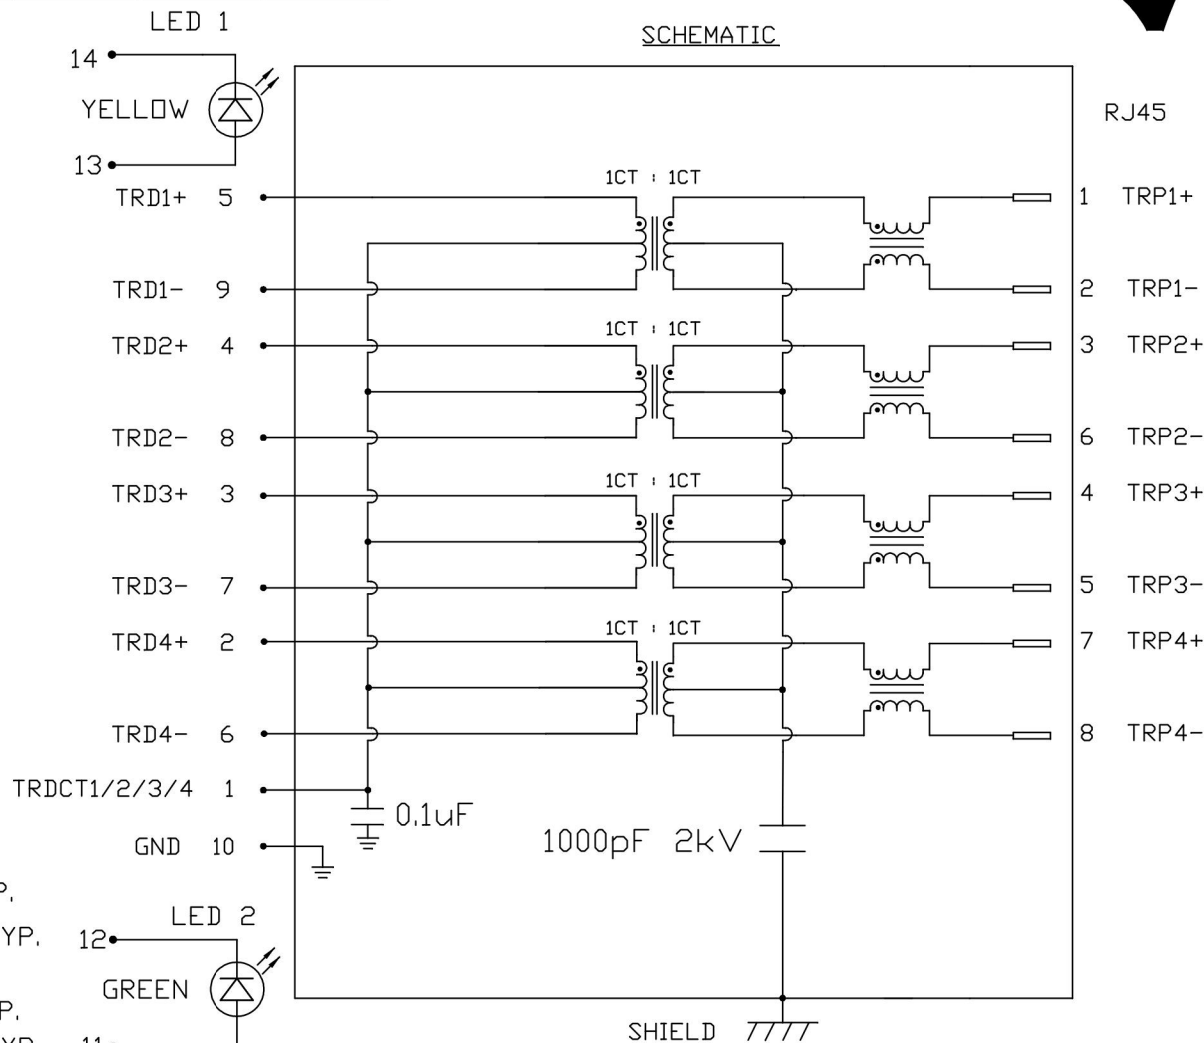 LED 1
SCHEMATIC
14
YELLOW
RJ45
13
1CT : 1CT
TRD1+ 5
1 TRP1+
TRD1- 9
2 TRP1-
1CT : 1CT
TRD2+ 4
3 TRP2+
TRD2- 8
6 TRP2-
1CT : 1CT
TRD3+ 3
4 TRP3+
TRD3- 7
5 TRP3-
1CT : 1CT
TRD4+ 2
7 TRP4+
TRD4- 6
8 TRP4-
TRDCT1/2/3/4 1
0.1uF
1000pF 2kV
GND 10
P.
LED 2
YP.
12
GREEN
P.
SHIELD
YP.
11